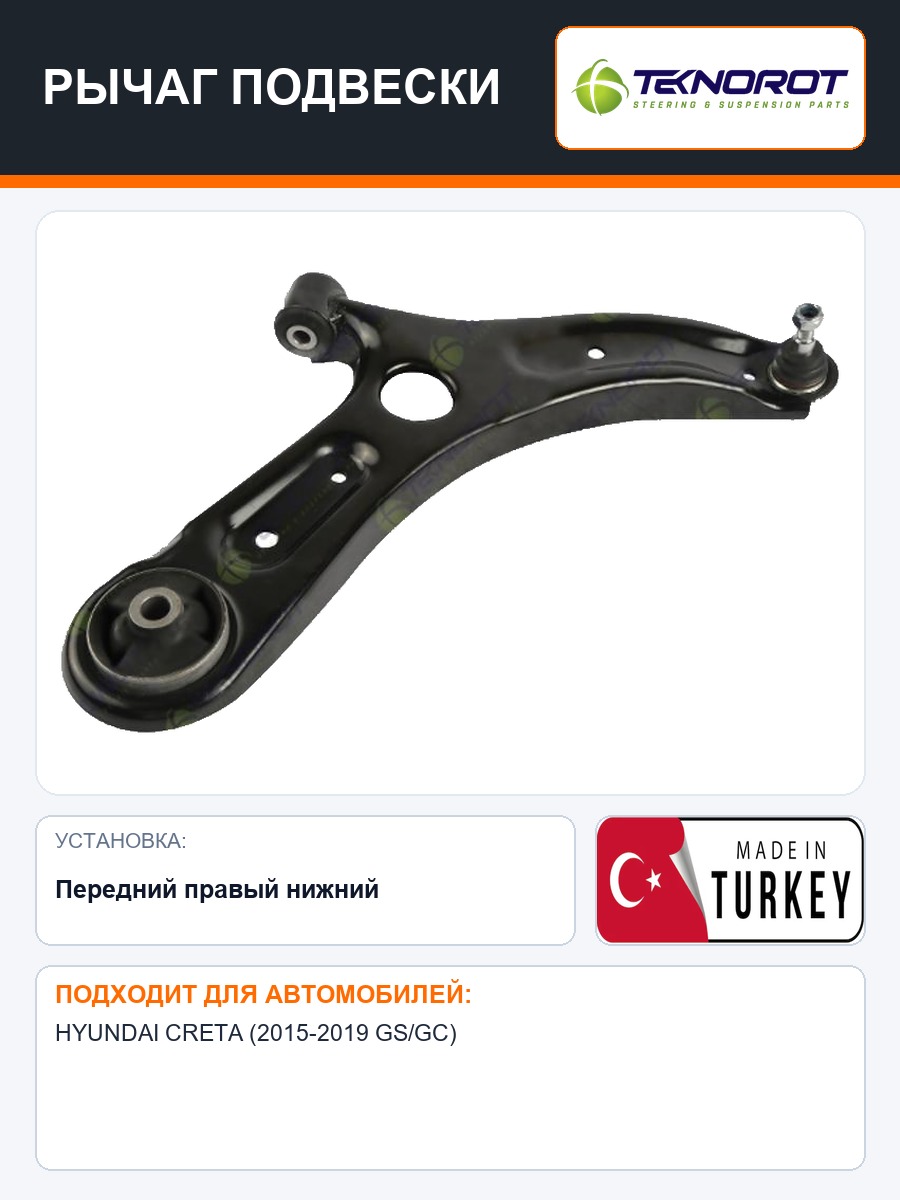 РЫЧАГ ПОДВЕСКИ
TEKNOROT
STEERING & SUSPENSION PARTS
УСТАНОВКА:
Передний правый нижний
MADE IN
TURKEY
ПОДХОДИТ ДЛЯ АВТОМОБИЛЕЙ:
HYUNDAI CRETA (2015-2019 GS/GC)